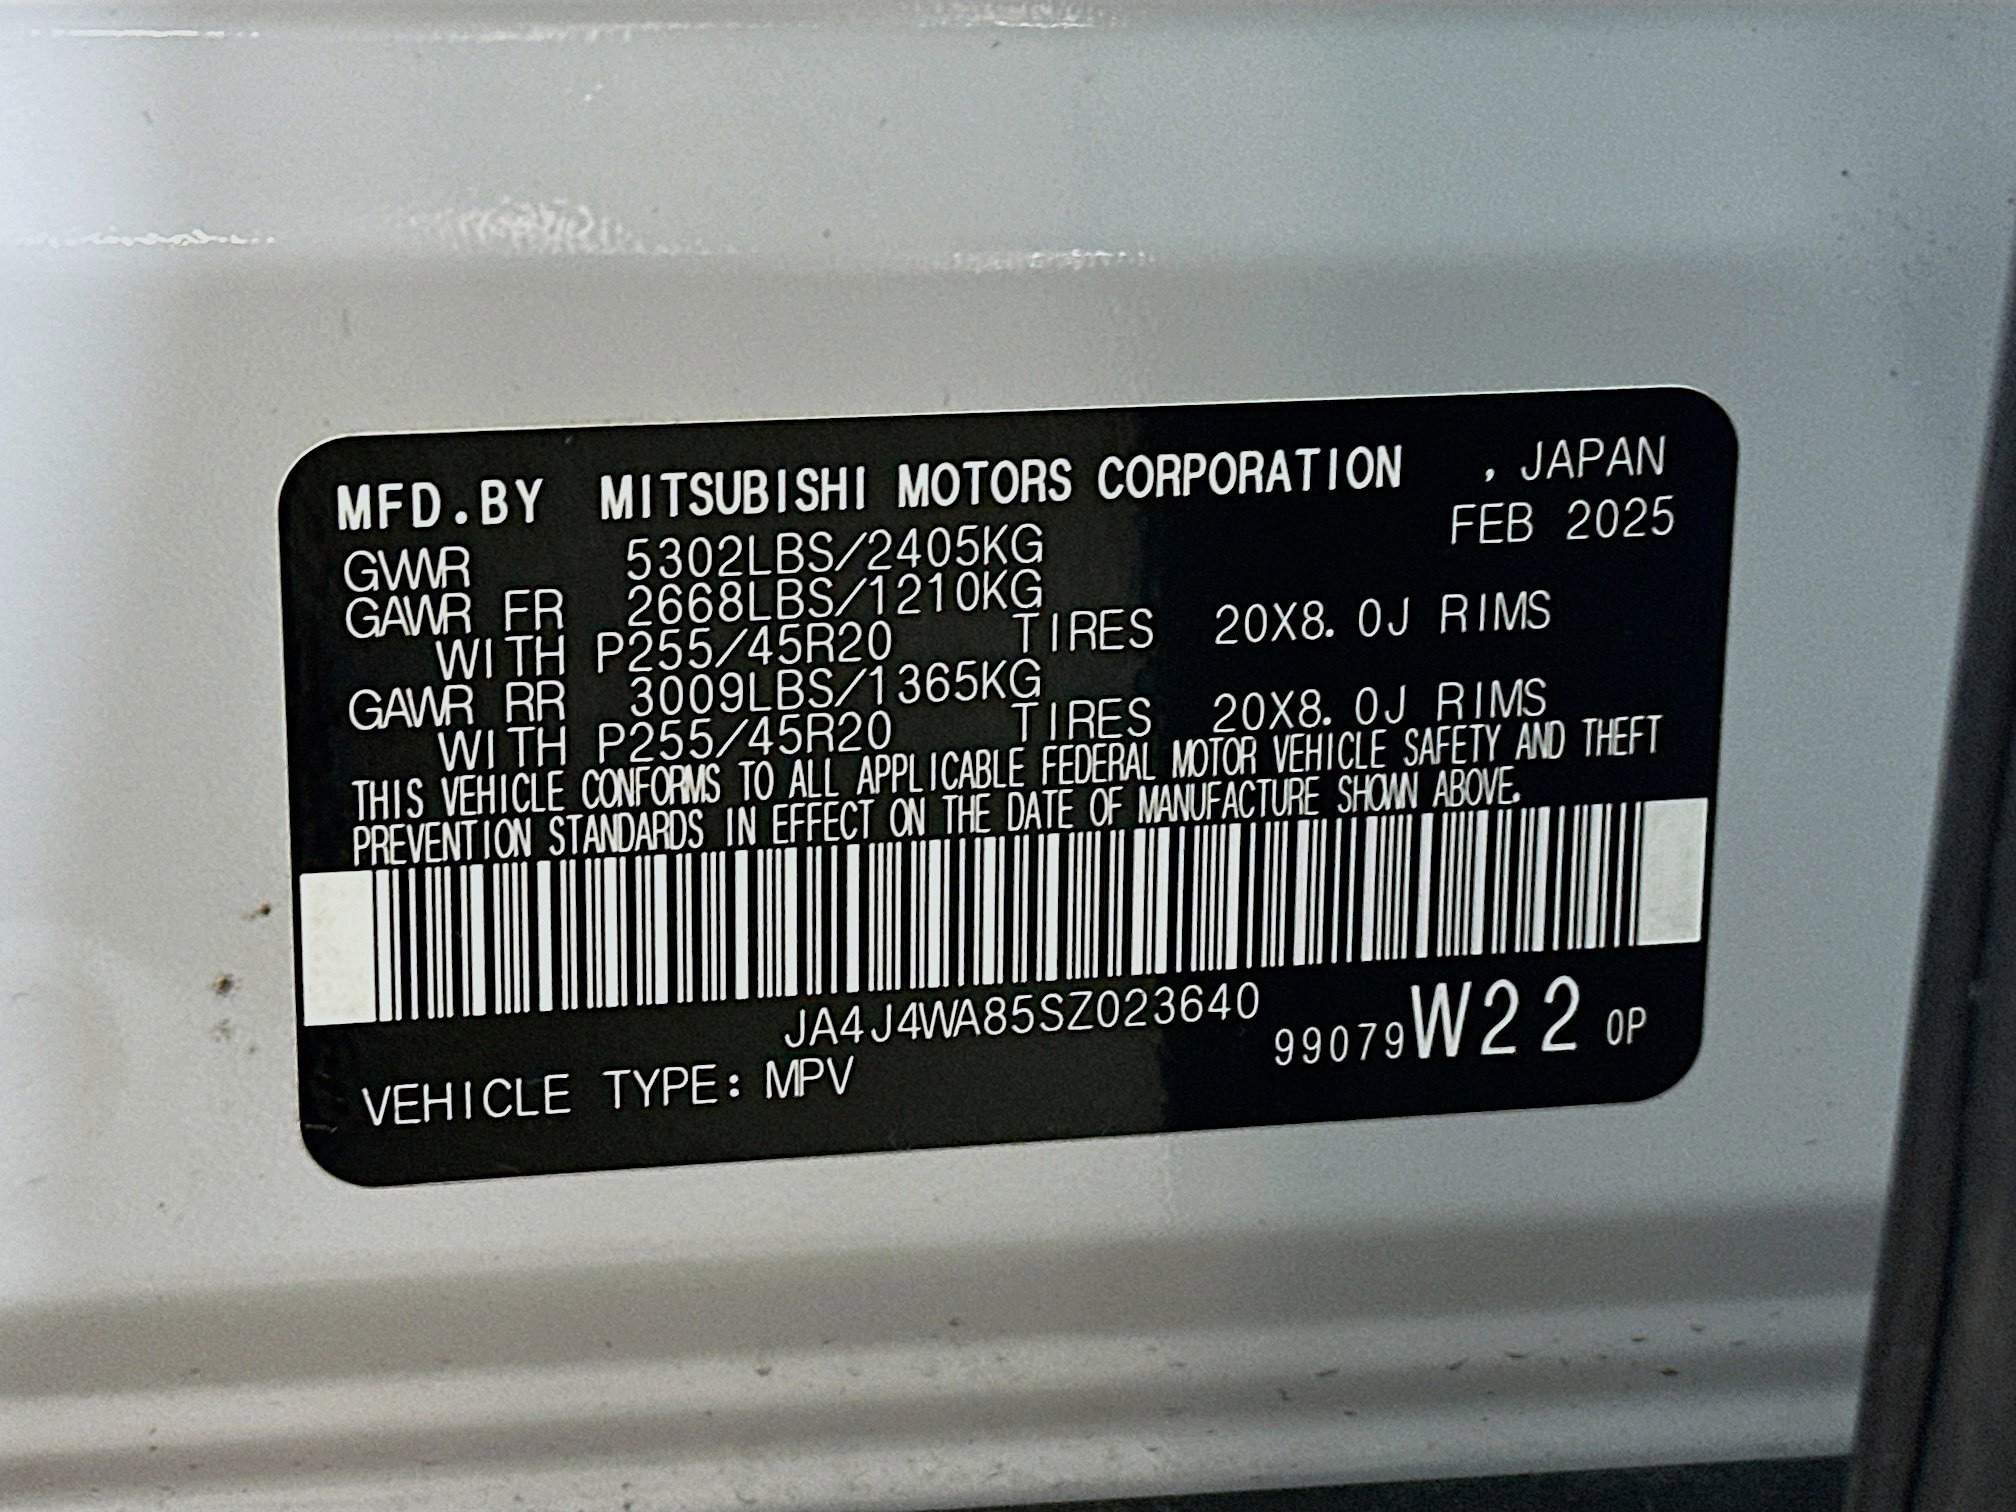 MFD.BY MITSUBISHI MOTORS CORPORATION , JAPAN
GVWR 5302LBS/2405KG FEB 2025
GAWR FR 2668LBS/1210KG
WITH P255/45R20 TIRES 20X8.0J RIMS
GAWR RR 3009LBS/1365KG
WITH P255/45R20 TIRES 20X8.0J RIMS
THIS VEHICLE CONFORMS TO ALL APPLICABLE FEDERAL MOTOR VEHICLE SAFETY AND THEFT
PREVENTION STANDARDS IN EFFECT ON THE DATE OF MANUFACTURE SHOWN ABOVE.
JA4J4WA85SZ023640
99079W22 0P
VEHICLE TYPE: MPV